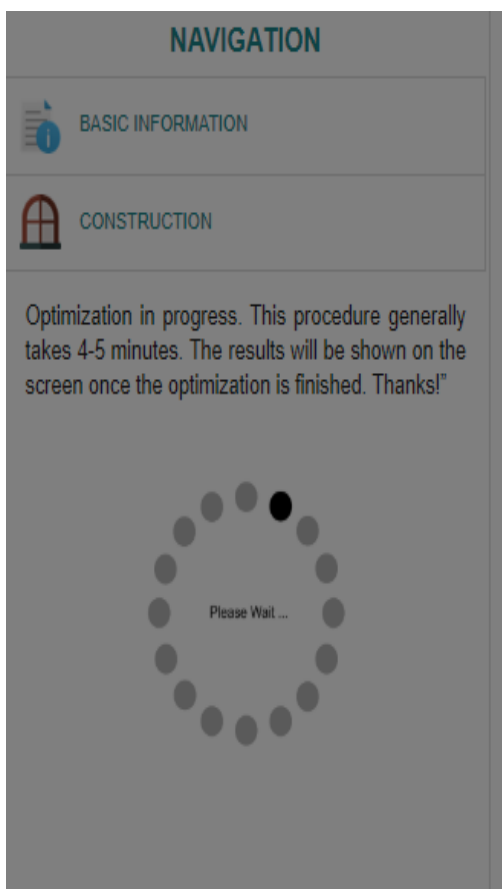 NAVIGATION
BASIC INFORMATION
CONSTRUCTION
Optimization in progress. This procedure generally
takes 4-5 minutes. The results will be shown on the
screen once the optimization is finished. Thanks!”
Please Wait ...